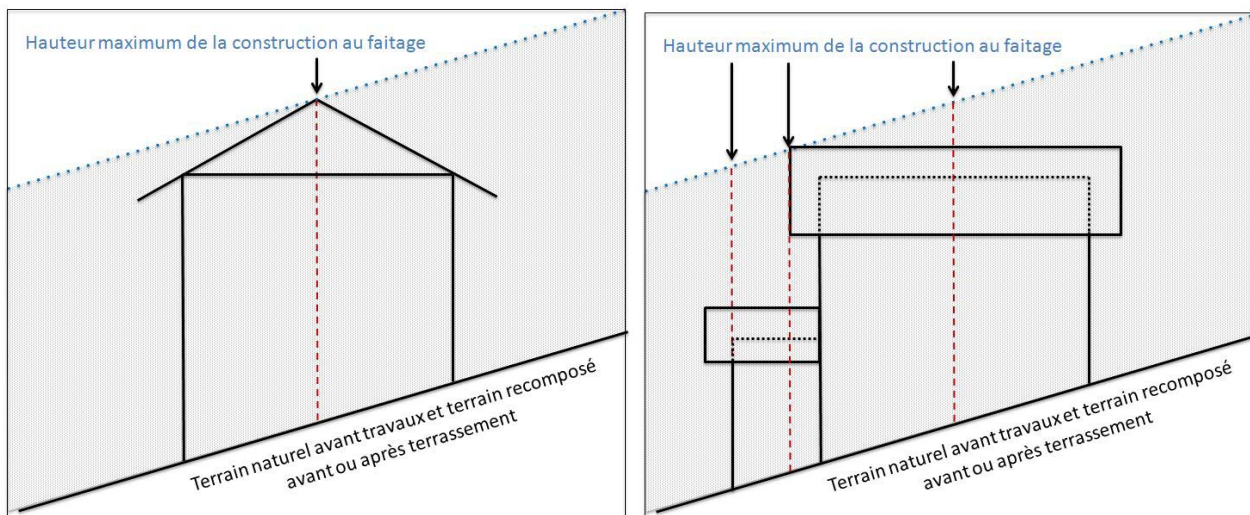 Hauteur maximum de la construction au faitage
Terrain naturel avant travaux et terrain recomposé
avant ou après terrassement
Hauteur maximum de la construction au faitage
Terrain naturel avant travaux et terrain recomposé
avant ou après terrassement